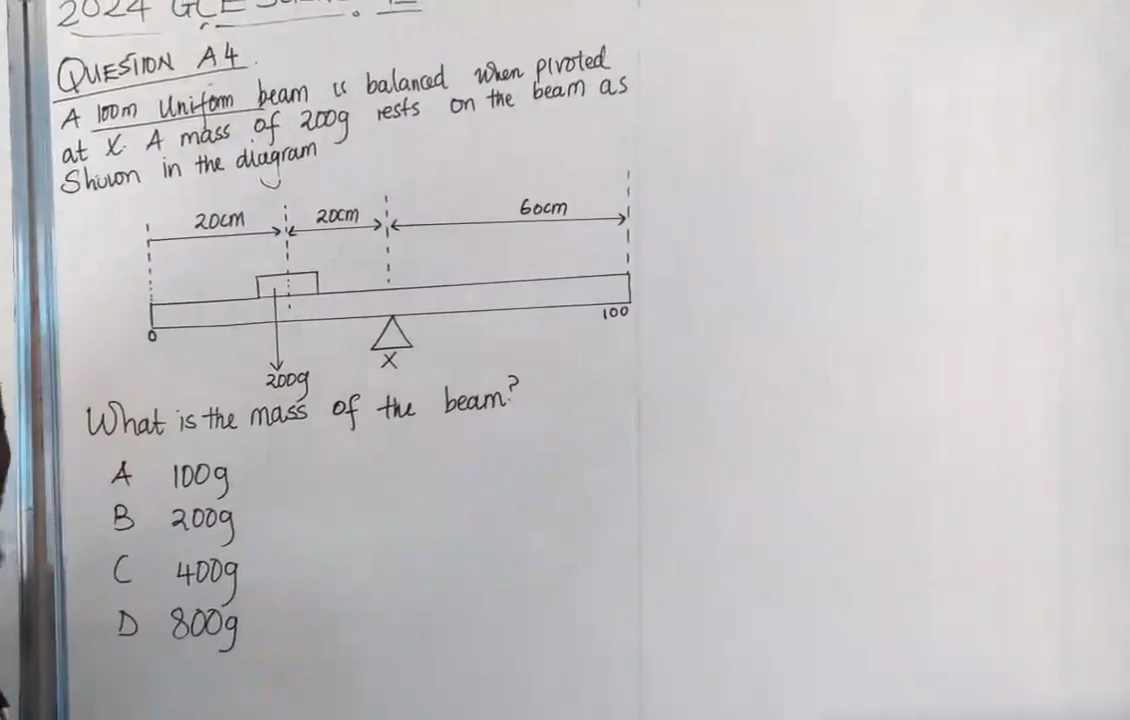 2024 GCE
QUESTION A4.
A 100m Uniform beam is balanced when pivoted
at X. A mass of 200g rests on the beam as
Shown in the diagram
20cm 20cm 60cm
0 100
X
200g
What is the mass of the beam?
A 100g
B 200g
C 400g
D 800g